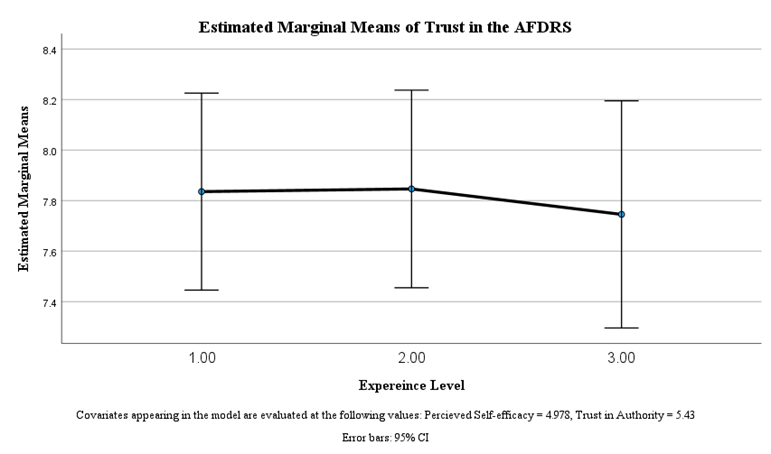 Estimated Marginal Means of Trust in the AFDRS
Estimated Marginal Means
8.4
8.2
8.0
7.8
7.6
7.4
1.00 2.00 3.00
Expereince Level
Covariates appearing in the model are evaluated at the following values: Percieved Self-efficacy = 4.978, Trust in Authority = 5.43
Error bars: 95% CI